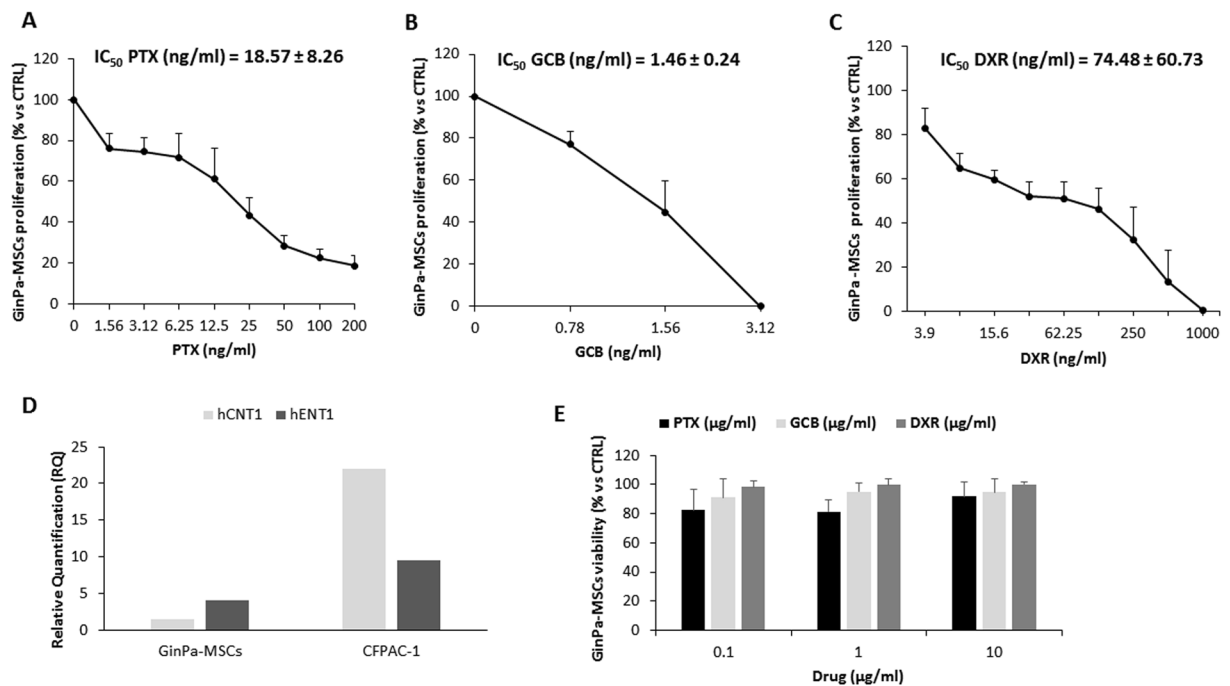 A
IC50 PTX (ng/ml) = 18.57 ± 8.26
GinPa-MSCs proliferation (% vs CTRL)
120
100
80
60
40
20
0
0 1.56 3.12 6.25 12.5 25 50 100 200
PTX (ng/ml)
B
IC50 GCB (ng/ml) = 1.46 ± 0.24
GinPa-MSCs proliferation (% vs CTRL)
120
100
80
60
40
20
0
0 0.78 1.56 3.12
GCB (ng/ml)
C
IC50 DXR (ng/ml) = 74.48 ± 60.73
GinPa -MSCs proliferation (% vs CTRL)
120
100
80
60
40
20
0
3.9 15.6 62.25 250 1000
DXR (ng/ml)
D
hCNT1 hENT1
Relative Quantification (RQ)
25
20
15
10
5
0
GinPa-MSCs CFPAC-1
E
PTX (µg/ml) GCB (µg/ml) DXR (µg/ml)
GinPa-MSCs viability (% vs CTRL)
120
100
80
60
40
20
0
0.1 1 10
Drug (µg/ml)